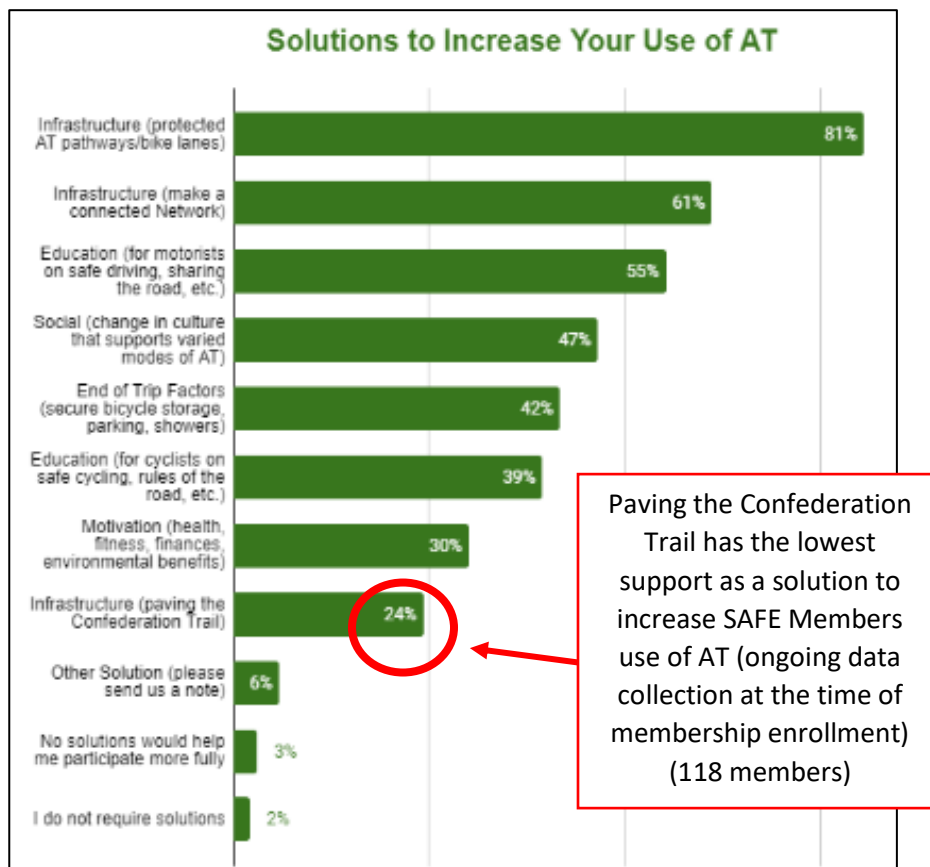 Solutions to Increase Your Use of AT
Infrastructure (protected
AT pathways/bike lanes)
81%
Infrastructure (make a
connected Network)
61%
Education (for motorists
on safe driving, sharing
the road, etc.)
55%
Social (change in culture
that supports varied
modes of AT)
47%
End of Trip Factors
(secure bicycle storage,
parking, showers)
42%
Education (for cyclists on
safe cycling, rules of the
road, etc.)
39%
Motivation (health,
fitness, finances,
environmental benefits)
30%
Infrastructure (paving the
Confederation Trail)
24%
Other Solution (please
send us a note)
6%
No solutions would help
me participate more fully
3%
I do not require solutions
2%
Paving the Confederation
Trail has the lowest
support as a solution to
increase SAFE Members
use of AT (ongoing data
collection at the time of
membership enrollment)
(118 members)